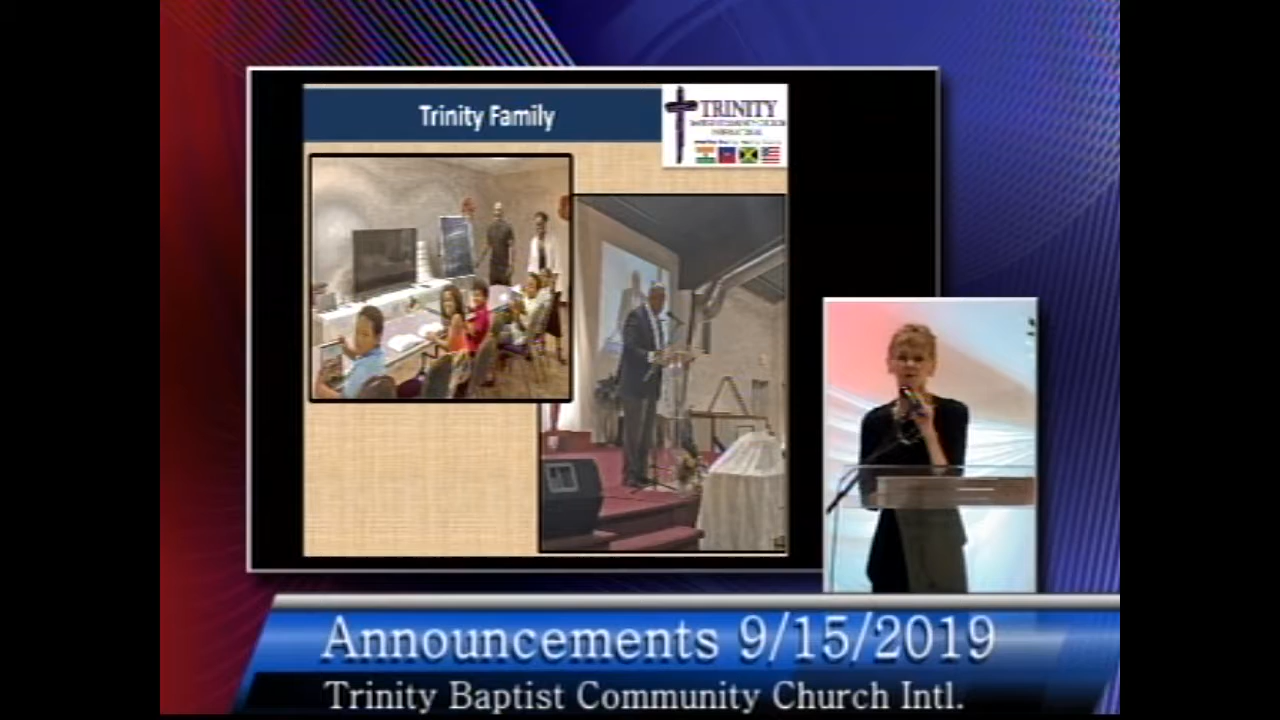 Trinity Family
TRINITY
Announcements 9/15/2019
Trinity Baptist Community Church Intl.